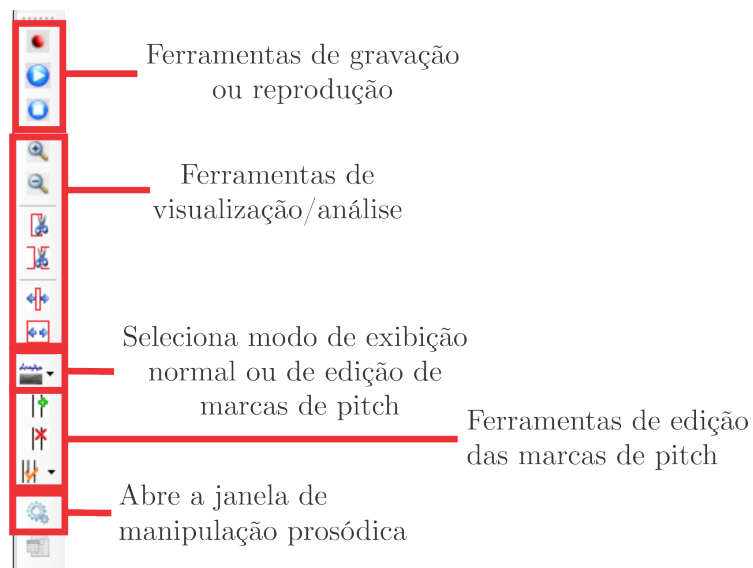 Ferramentas de gravação
ou reprodução
Ferramentas de
visualização/análise
Seleciona modo de exibição
normal ou de edição de
marcas de pitch
Ferramentas de edição
das marcas de pitch
Abre a janela de
manipulação prosódica